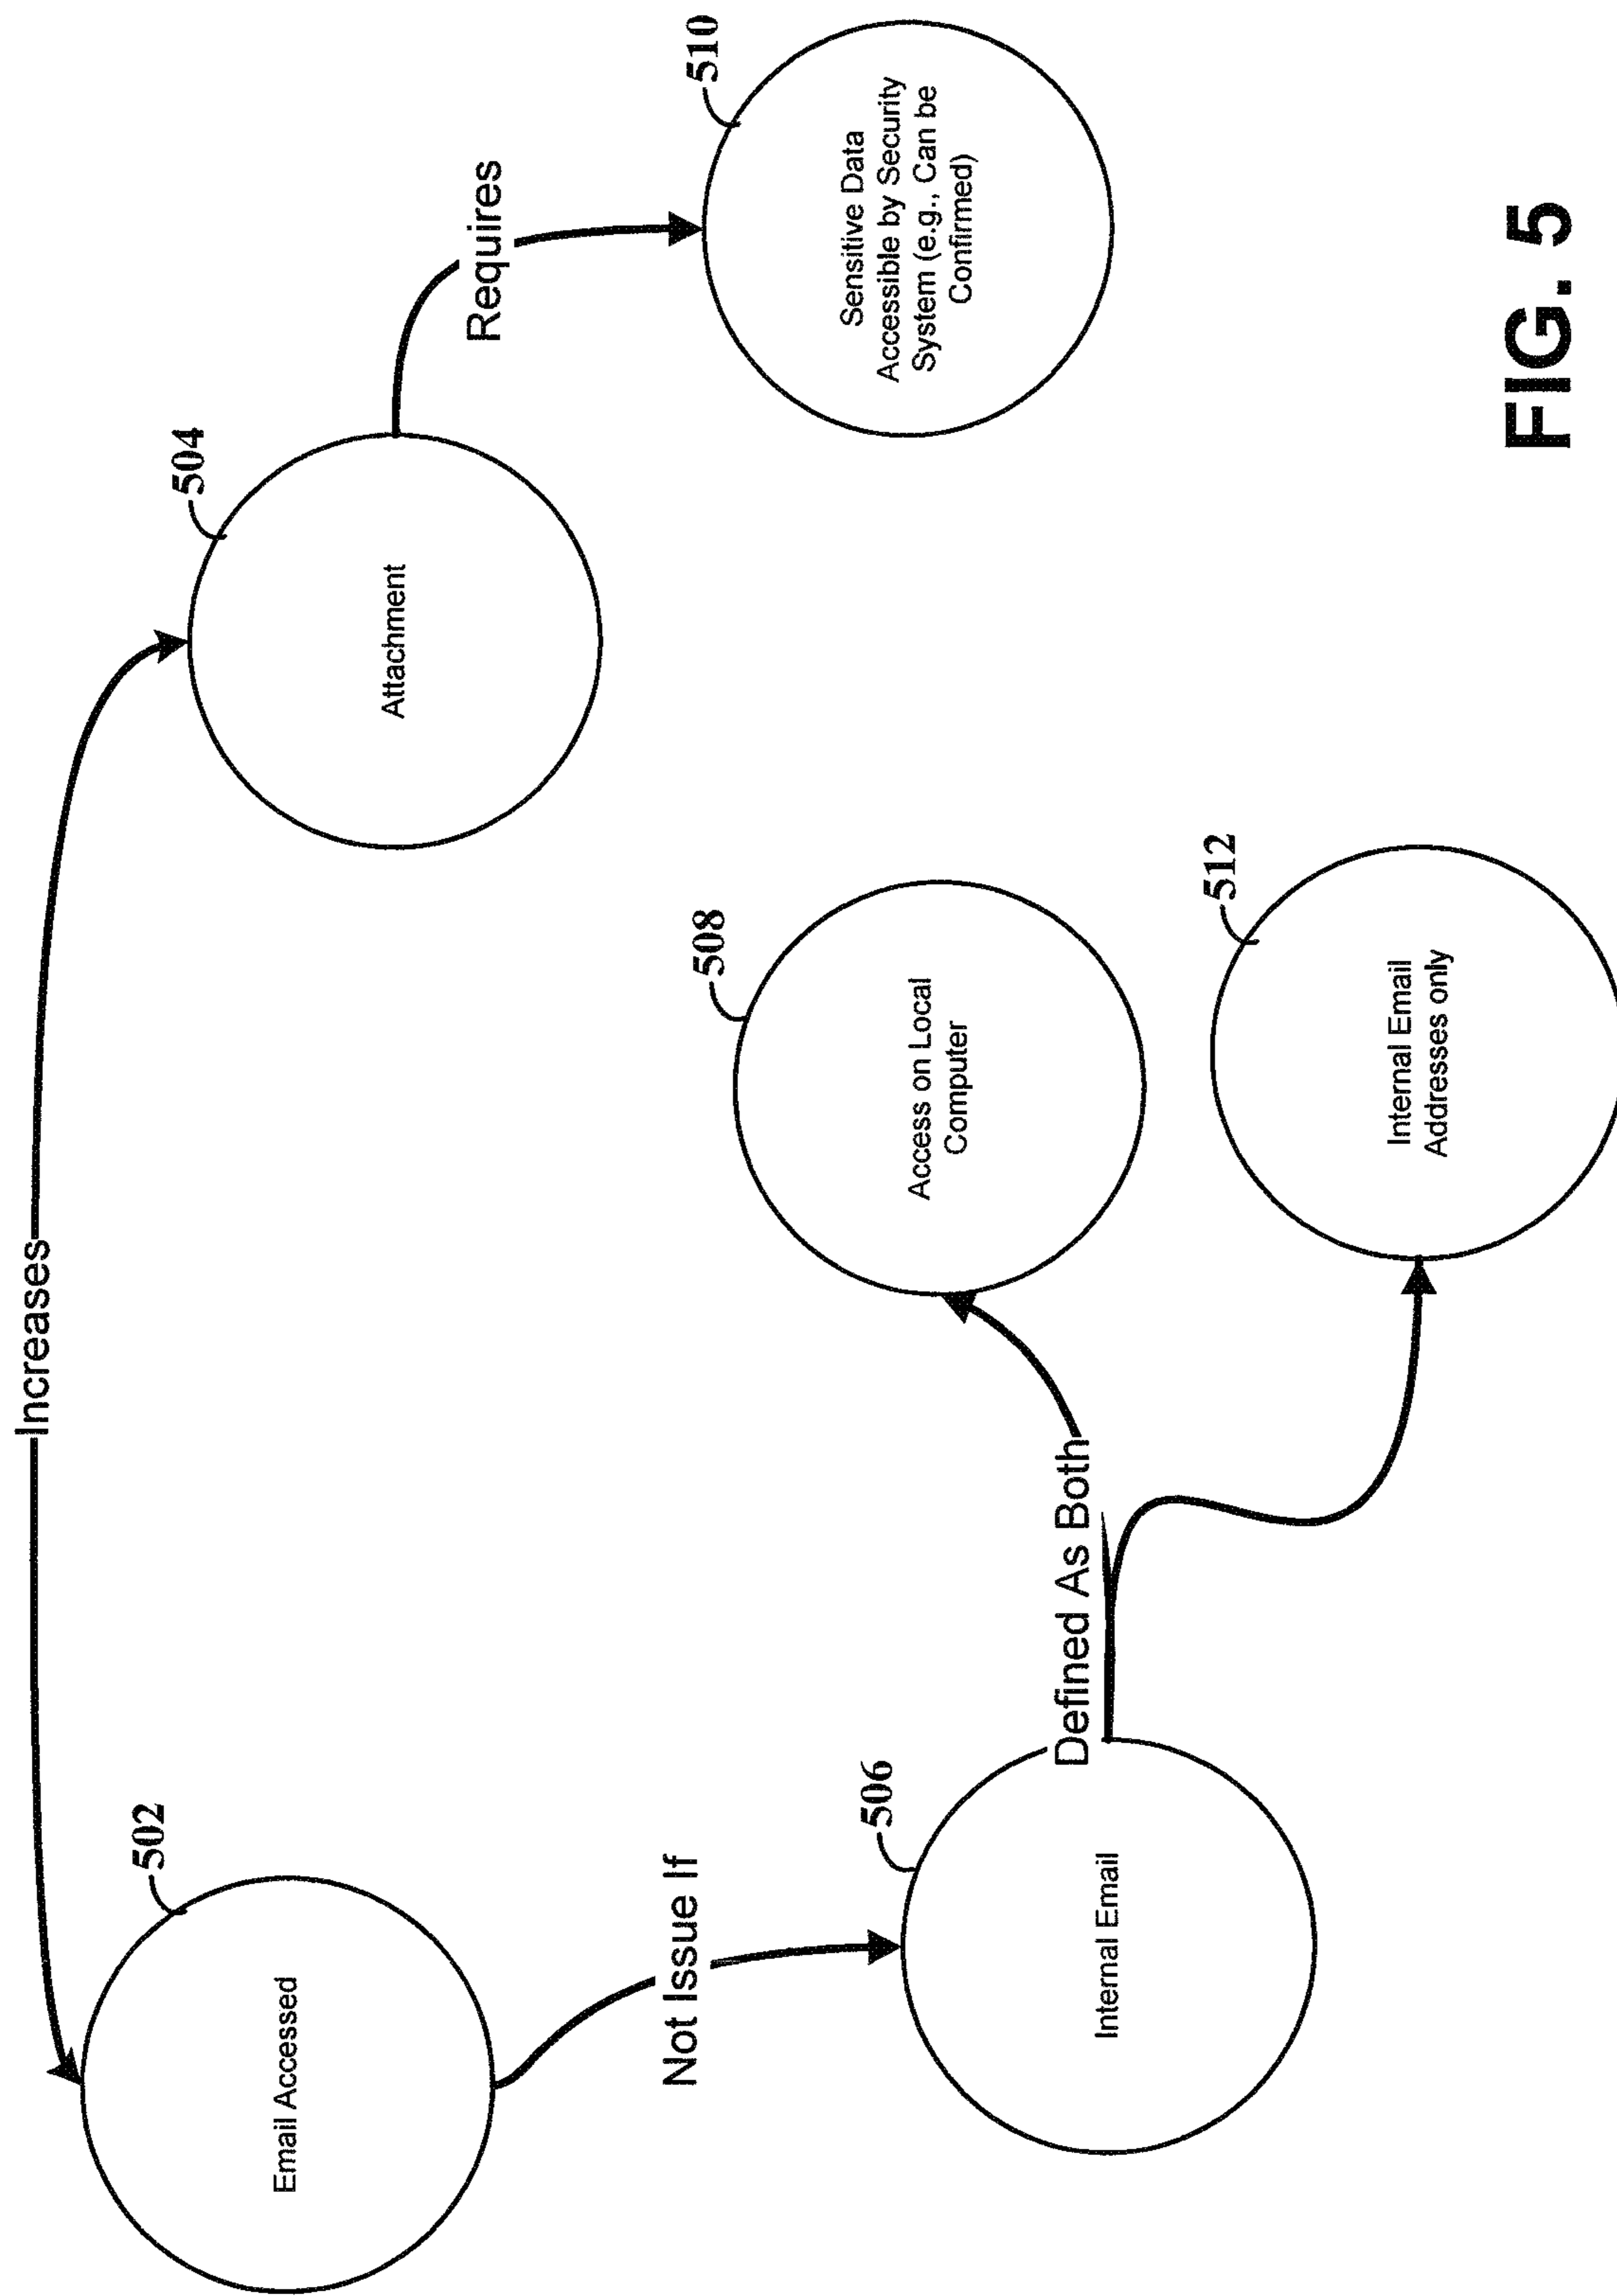 Increases
502
Email Accessed
504
Attachment
Not Issue If
Requires
506
Internal Email
Defined As Both
508
Access on Local
Computer
510
Sensitive Data
Accessible by Security
System (e.g., Can be
Confirmed)
512
Internal Email
Addresses only
FIG. 5